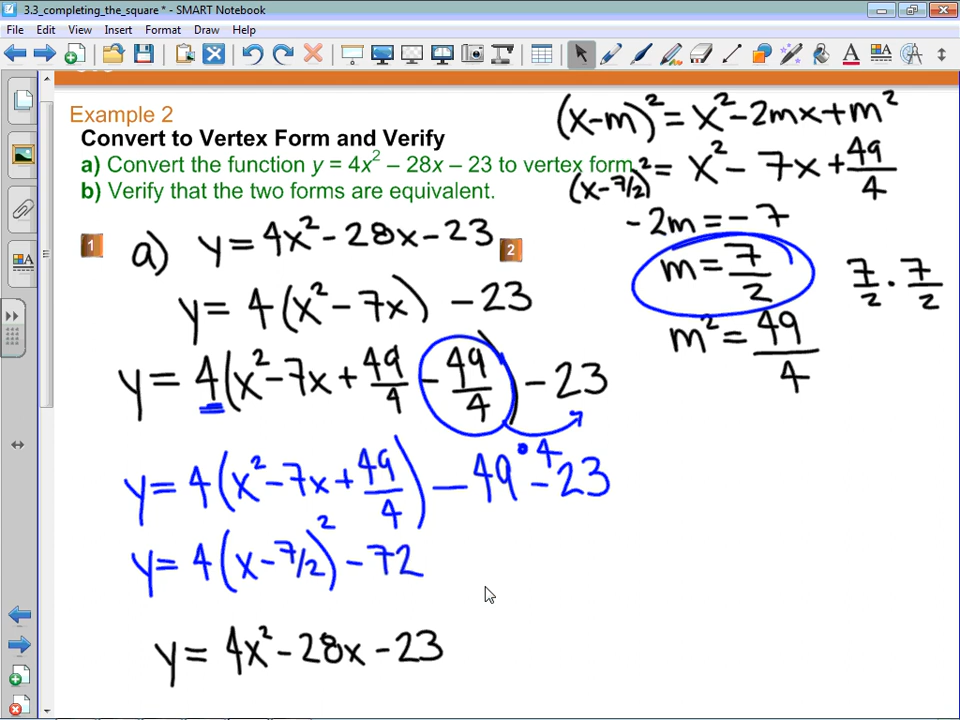 3.3_completing_the_square * - SMART Notebook
File Edit View Insert Format Tools Draw Help
Example 2
Convert to Vertex Form and Verify
a) Convert the function y = 4x² – 28x – 23 to vertex form.
b) Verify that the two forms are equivalent.
1
a) y = 4x² - 28x - 23
y = 4(x² - 7x) - 23
y = 4(x² - 7x + 49/4 - 49/4) - 23
y = 4(x² - 7x + 49/4) - 49 • 4 - 23
y = 4(x - 7/2)² - 72
y = 4x² - 28x - 23
2
(x-m)² = x² - 2mx + m²
(x-7/2)² = x² - 7x + 49/4
-2m = -7
m = 7/2
7/2 · 7/2
m² = 49/4